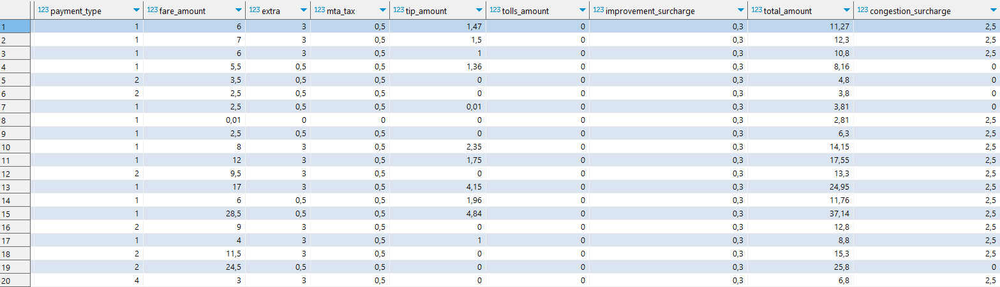 123 payment_type 123 fare_amount 123 extra 123 mta_tax 123 tip_amount 123 tolls_amount 123 improvement_surcharge 123 total_amount 123 congestion_surcharge
1 1 6 3 0,5 1,47 0 0,3 11,27 2,5
2 1 7 3 0,5 1,5 0 0,3 12,3 2,5
3 1 6 3 0,5 1 0 0,3 10,8 2,5
4 1 5,5 0,5 0,5 1,36 0 0,3 8,16 0
5 2 3,5 0,5 0,5 0 0 0,3 4,8 0
6 2 2,5 0,5 0,5 0 0 0,3 3,8 0
7 1 2,5 0,5 0,5 0,01 0 0,3 3,81 0
8 1 0,01 0 0 0 0 0,3 2,81 2,5
9 1 2,5 0,5 0,5 0 0 0,3 6,3 2,5
10 1 8 3 0,5 2,35 0 0,3 14,15 2,5
11 1 12 3 0,5 1,75 0 0,3 17,55 2,5
12 2 9,5 3 0,5 0 0 0,3 13,3 2,5
13 1 17 3 0,5 4,15 0 0,3 24,95 2,5
14 1 6 0,5 0,5 1,96 0 0,3 11,76 2,5
15 1 28,5 0,5 0,5 4,84 0 0,3 37,14 2,5
16 2 9 3 0,5 0 0 0,3 12,8 2,5
17 1 4 3 0,5 1 0 0,3 8,8 2,5
18 2 11,5 3 0,5 0 0 0,3 15,3 2,5
19 2 24,5 0,5 0,5 0 0 0,3 25,8 0
20 4 3 3 0,5 0 0 0,3 6,8 2,5